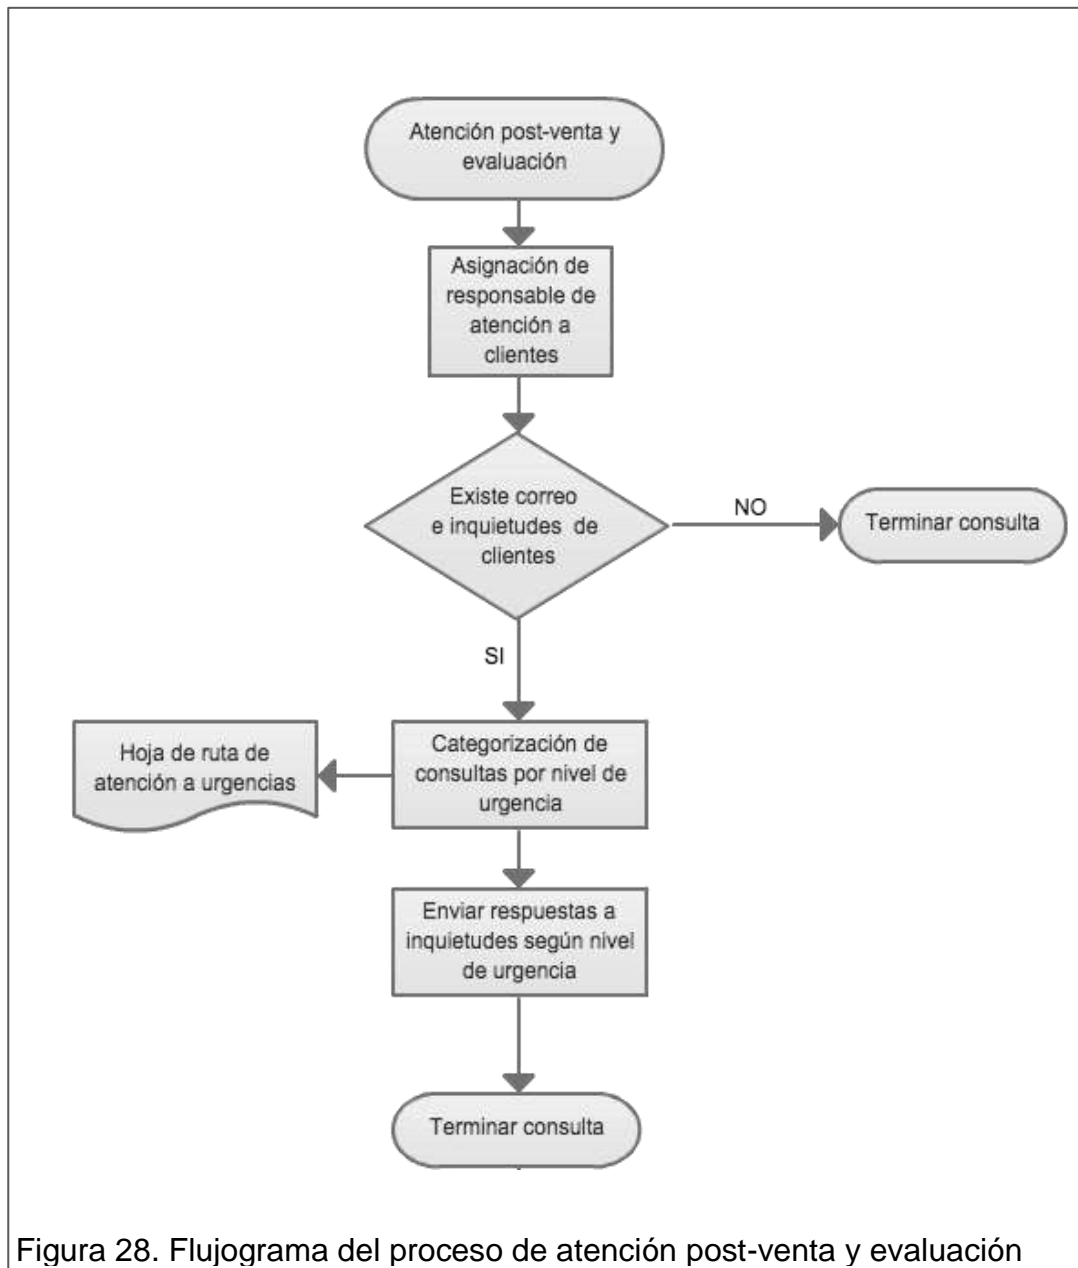 Atención post-venta y
evaluación
Asignación de
responsable de
atención a
clientes
Existe correo
e inquietudes de
clientes
NO
Terminar consulta
SI
Hoja de ruta de
atención a urgencias
Categorización de
consultas por nivel de
urgencia
Enviar respuestas a
inquietudes según nivel
de urgencia
Terminar consulta
Figura 28. Flujograma del proceso de atención post-venta y evaluación